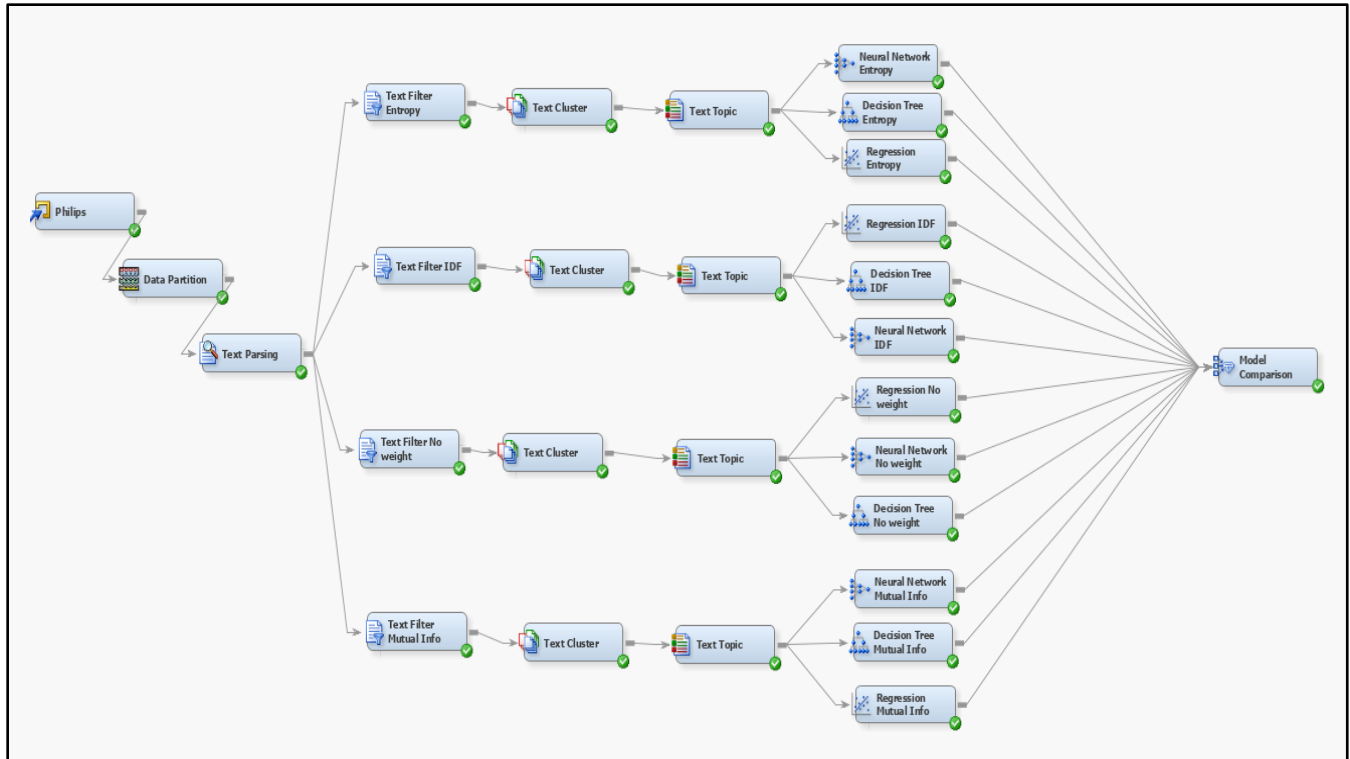 Philips
Data Partition
Text Parsing
Text Filter
Entropy
Text Cluster
Text Topic
Neural Network
Entropy
Decision Tree
Entropy
Regression
Entropy
Text Filter IDF
Text Cluster
Text Topic
Regression IDF
Decision Tree
IDF
Neural Network
IDF
Text Filter No
weight
Text Cluster
Text Topic
Regression No
weight
Neural Network
No weight
Decision Tree
No weight
Text Filter
Mutual Info
Text Cluster
Text Topic
Neural Network
Mutual Info
Decision Tree
Mutual Info
Regression
Mutual Info
Model
Comparison